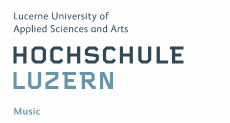 Lucerne University of
Applied Sciences and Arts
HOCHSCHULE
LUZERN
Music